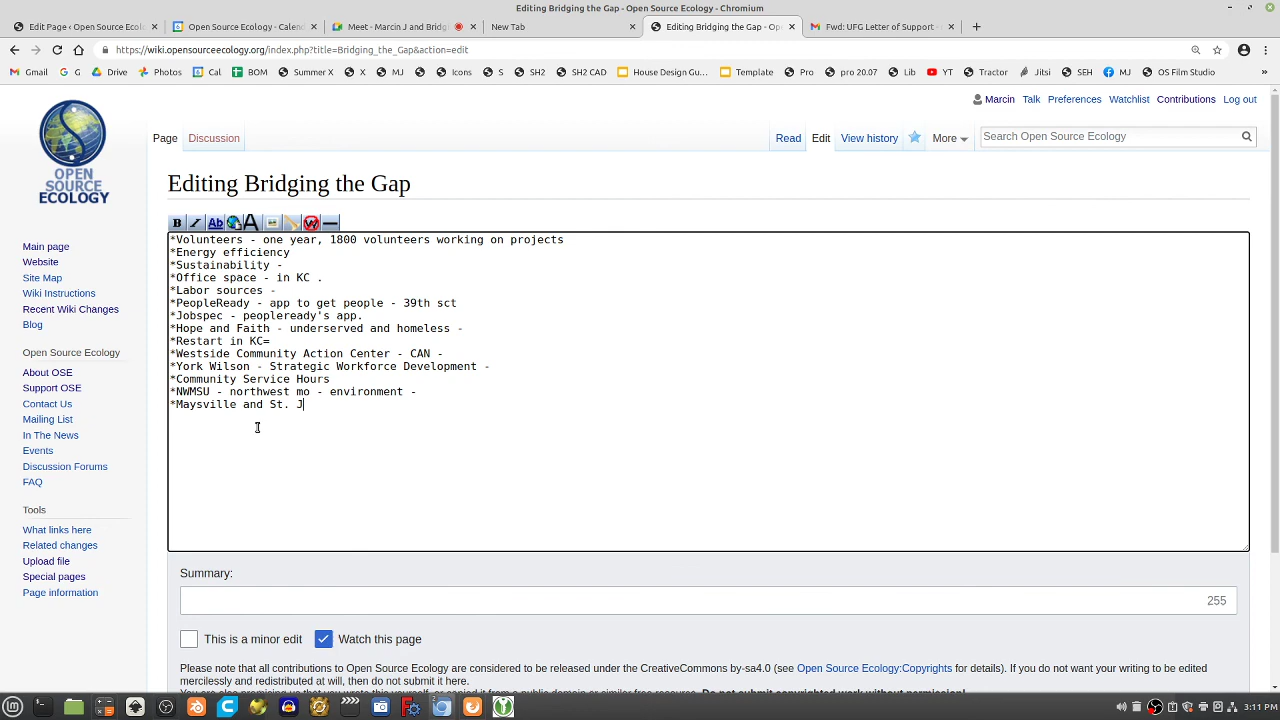 Editing Bridging the Gap - Open Source Ecology - Chromium
Edit Page ‹ Open Source Ecol
Open Source Ecology - Calen
Meet - Marcin J and Bridg
New Tab
Editing Bridging the Gap - Op
Fwd: UFG Letter of Support -
https://wiki.opensourceecology.org/index.php?title=Bridging_the_Gap&action=edit
Gmail G Drive Photos Cal BOM Summer X X MJ Icons S SH2 SH2 CAD House Design Gu... Template Pro pro 20.07 Lib YT Tractor Jitsi SEH MJ OS Film Studio »
Marcin Talk Preferences Watchlist Contributions Log out
Page Discussion Read Edit View history More Search Open Source Ecology
OPEN
SOURCE
ECOLOGY
Editing Bridging the Gap
B I Ab A W
*Volunteers - one year, 1800 volunteers working on projects
*Energy efficiency
*Sustainability -
*Office space - in KC .
*Labor sources -
*PeopleReady - app to get people - 39th sct
*Jobspec - peopleready's app.
*Hope and Faith - underserved and homeless -
*Restart in KC=
*Westside Community Action Center - CAN -
*York Wilson - Strategic Workforce Development -
*Community Service Hours
*NWMSU - northwest mo - environment -
*Maysville and St. J
Main page
Website
Site Map
Wiki Instructions
Recent Wiki Changes
Blog
Open Source Ecology
About OSE
Support OSE
Contact Us
Mailing List
In The News
Events
Discussion Forums
FAQ
Tools
What links here
Related changes
Upload file
Special pages
Page information
Summary:
255
This is a minor edit Watch this page
Please note that all contributions to Open Source Ecology are considered to be released under the CreativeCommons by-sa4.0 (see Open Source Ecology:Copyrights for details). If you do not want your writing to be edited
mercilessly and redistributed at will, then do not submit it here.
Do not submit copyrighted work without permission!
3:11 PM